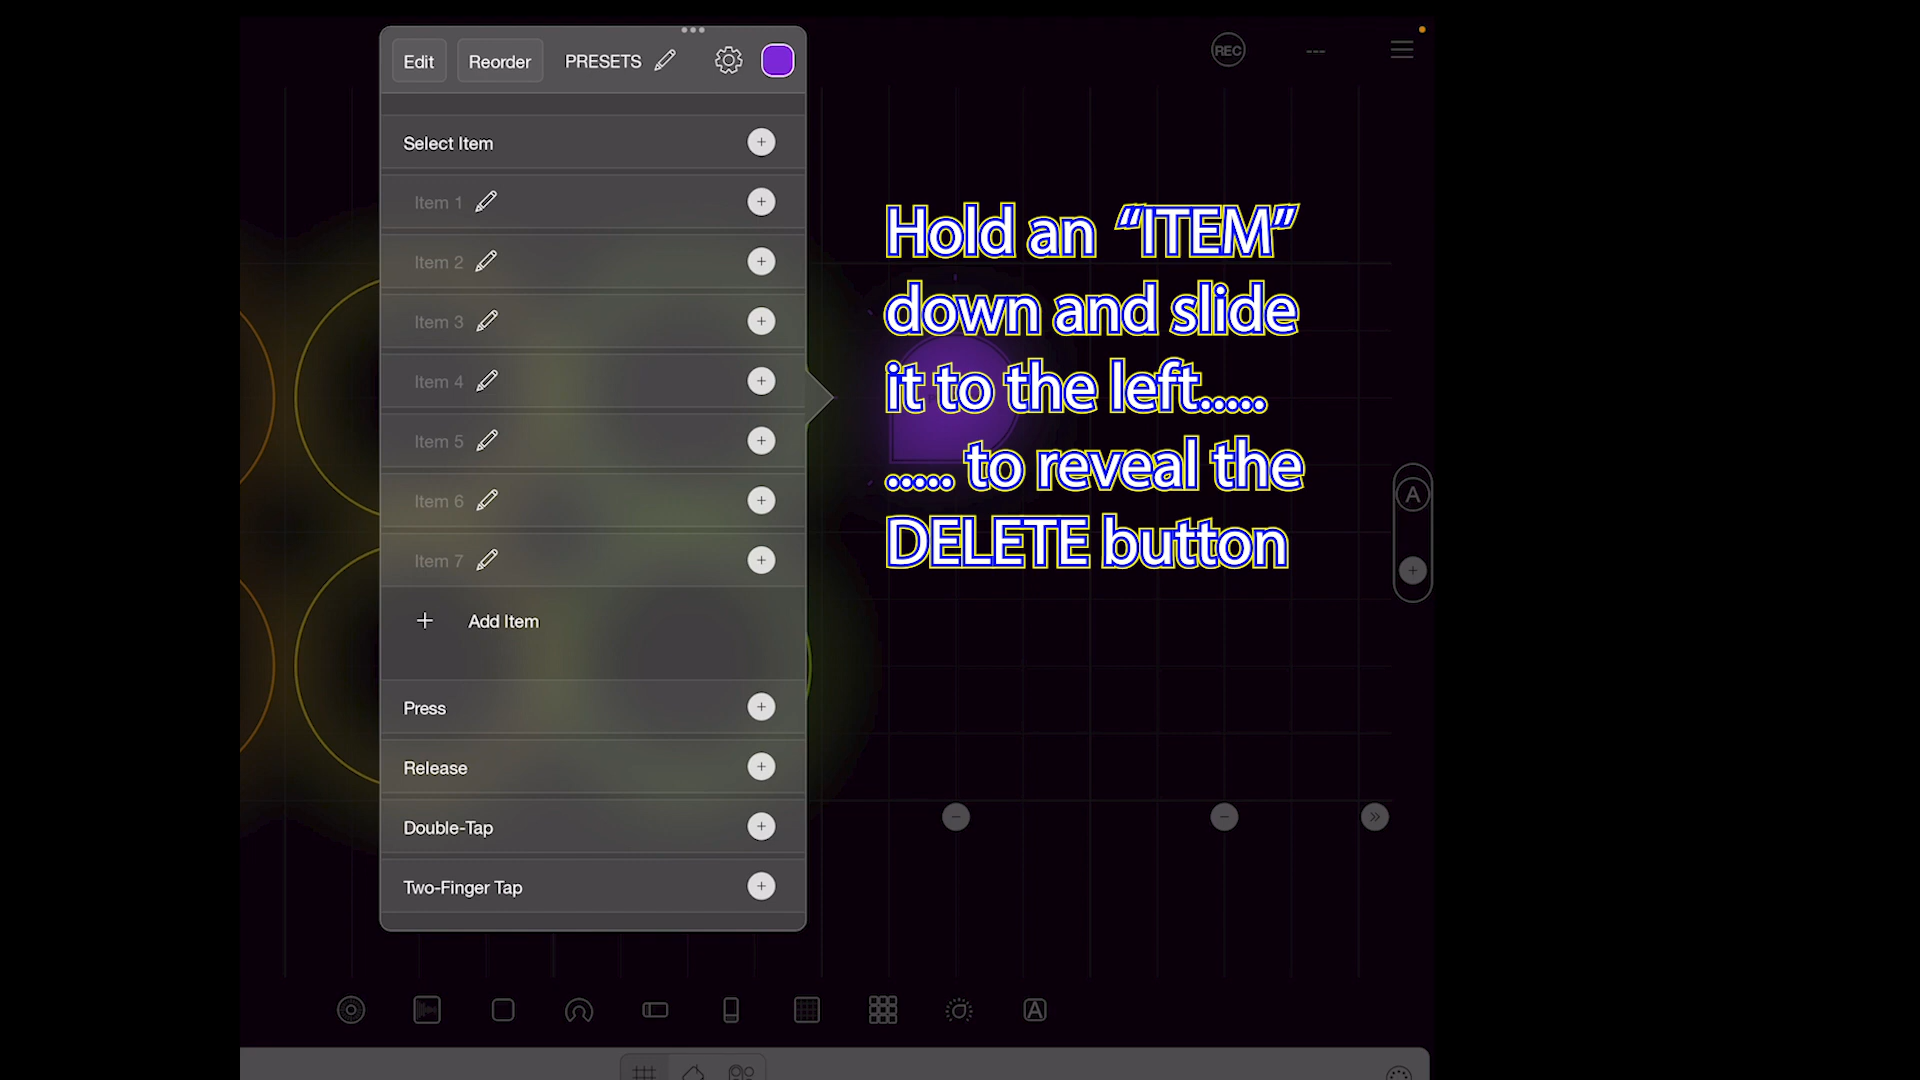 Edit Reorder PRESETS
REC ---
Select Item
Item 1
Item 2
Item 3
Item 4
Item 5
Item 6
Item 7
Add Item
Press
Release
Double-Tap
Two-Finger Tap
Hold an “ITEM”
down and slide
it to the left.....
..... to reveal the
DELETE button
A
A